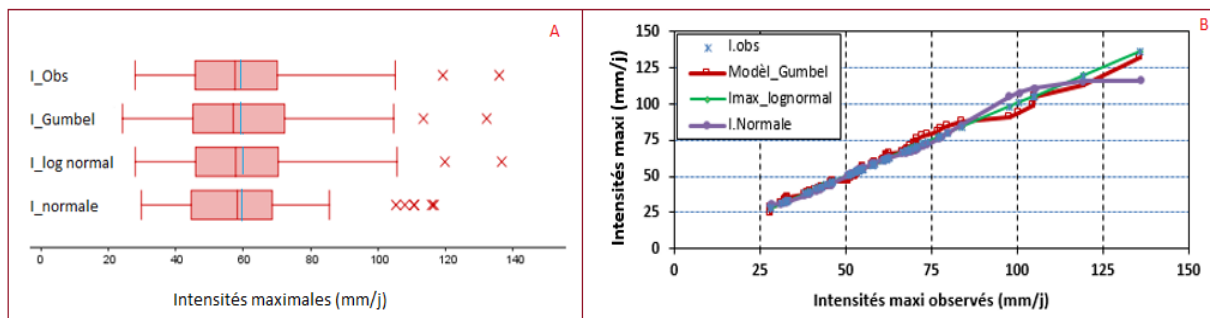 A
I_Obs
I_Gumbel
I_log normal
I_normale
0 20 40 60 80 100 120 140
Intensités maximales (mm/j)
B
Intensités maxi (mm/j)
150
125
100
75
50
25
0
I.obs
Modèl_Gumbel
Imax_lognormal
I.Normale
0 25 50 75 100 125 150
Intensités maxi observés (mm/j)